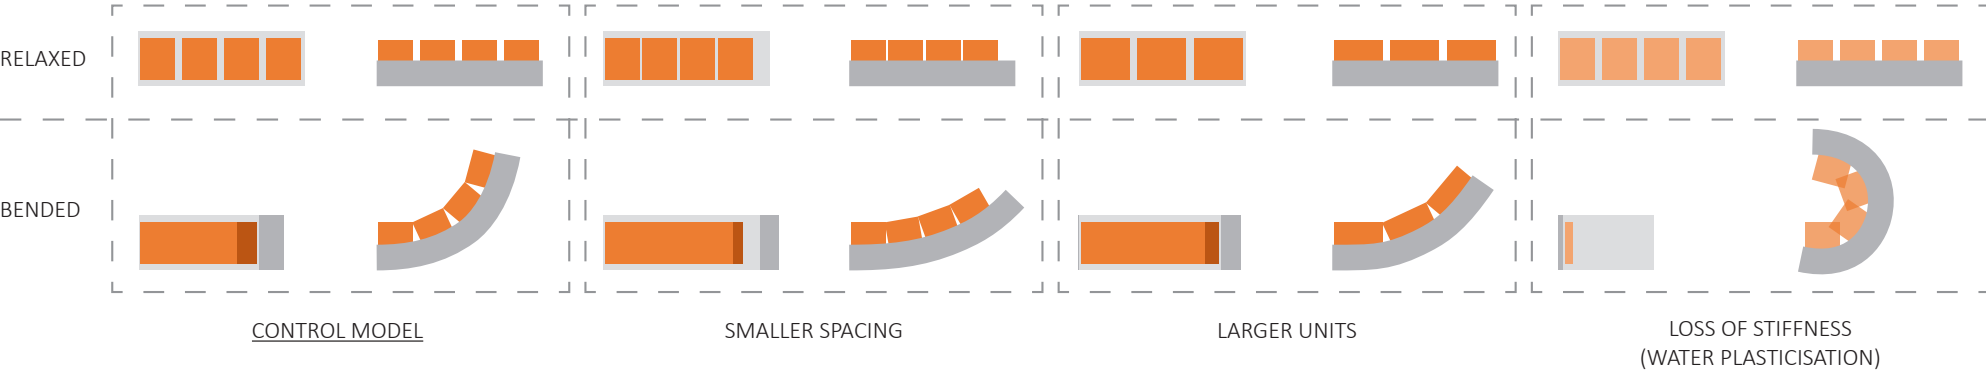 RELAXED
BENDED
CONTROL MODEL
SMALLER SPACING
LARGER UNITS
LOSS OF STIFFNESS
(WATER PLASTICISATION)